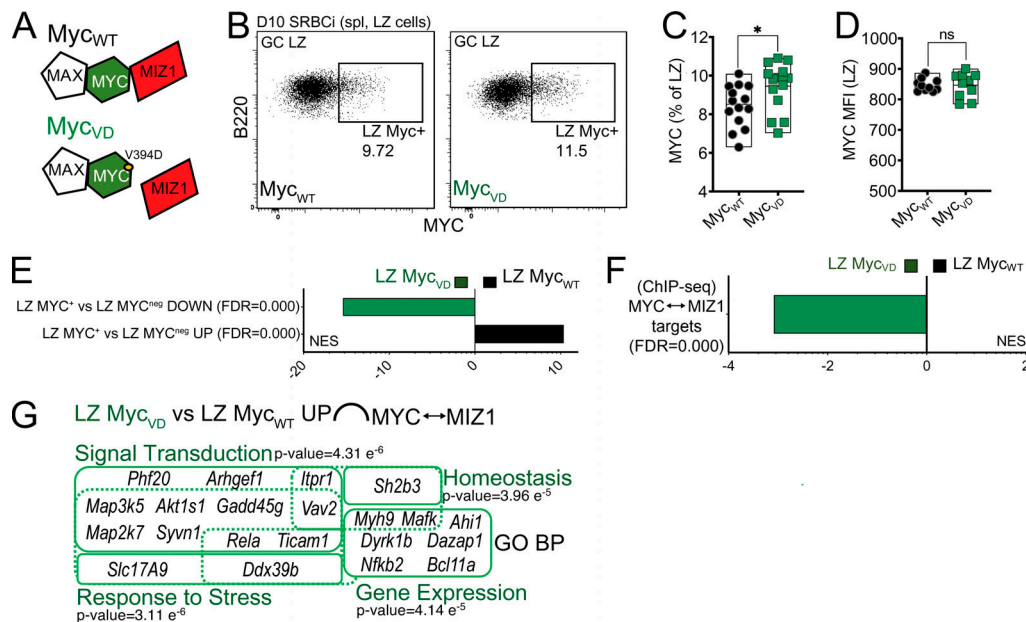 A
MycWT
MAX
MYC
MIZ1
MycVD
V394D
MAX
MYC
MIZ1
B
D10 SRBCi (spl, LZ cells)
GC LZ
GC LZ
B220
LZ Myc+
9.72
LZ Myc+
11.5
MycWT
MycVD
0
0
MYC
C
*
MYC (% of LZ)
12
10
8
6
4
MycWT
MycVD
D
ns
MYC MFI (LZ)
1000
900
800
700
600
500
MycWT
MycVD
E
LZ MycVD
LZ MycWT
LZ MYC+ vs LZ MYCneg DOWN (FDR=0.000)
LZ MYC+ vs LZ MYCneg UP (FDR=0.000)
NES
-20
-10
0
10
F
LZ MycVD
LZ MycWT
(ChIP-seq)
MYC↔MIZ1
targets
(FDR=0.000)
NES
-4
-2
0
2
G
LZ MycVD vs LZ MycWT UP MYC↔MIZ1
Signal Transduction p-value=4.31 e-6
Phf20 Arhgef1 Itpr1
Map3k5 Akt1s1 Gadd45g Vav2
Map2k7 Syvn1
Rela Ticam1
Slc17A9 Ddx39b
Response to Stress
p-value=3.11 e-6
Homeostasis
p-value=3.96 e-5
Sh2b3
Myh9 Mafk Ahi1
Dyrk1b Dazap1
Nfkb2 Bcl11a
GO BP
Gene Expression
p-value=4.14 e-5